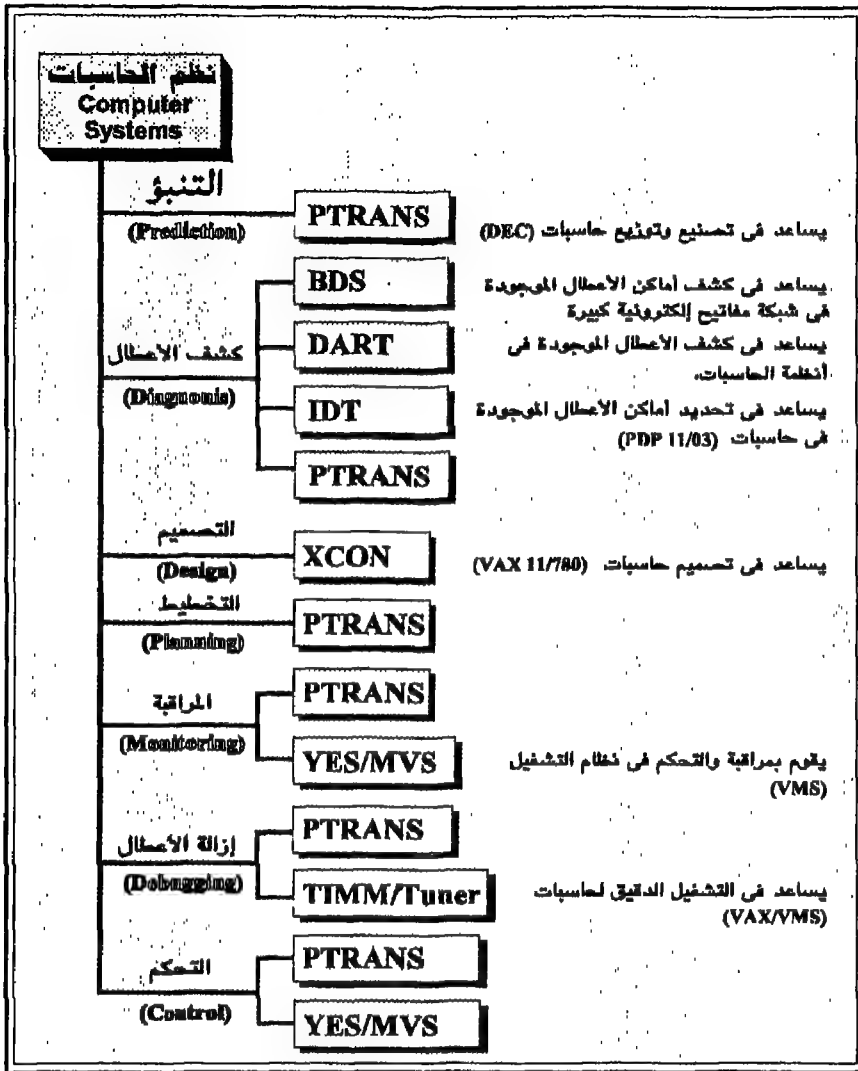 نظم الحاسبات
Computer
Systems
التنبؤ
(Prediction)
PTRANS
يساعد فى تصنيع وتوزيع حاسبات (DEC)
كشف الأعطال
(Diagnosis)
BDS
يساعد فى كشف أماكن الأعطال الموجودة
فى شبكة مفاتيح إلكترونية كبيرة
DART
يساعد فى كشف الأعطال الموجودة فى
أنظمة الحاسبات.
IDT
يساعد فى تحديد أماكن الأعطال الموجودة
فى حاسبات (PDP 11/03)
PTRANS
التصميم
(Design)
XCON
يساعد فى تصميم حاسبات (VAX 11/780)
التخطيط
(Planning)
PTRANS
المراقبة
(Monitoring)
PTRANS
YES/MVS
يقوم بمراقبة والتحكم فى نظام التشغيل
(VMS)
إزالة الأعطال
(Debugging)
PTRANS
TIMM/Tuner
يساعد فى التشغيل الدقيق لحاسبات
(VAX/VMS)
التحكم
(Control)
PTRANS
YES/MVS